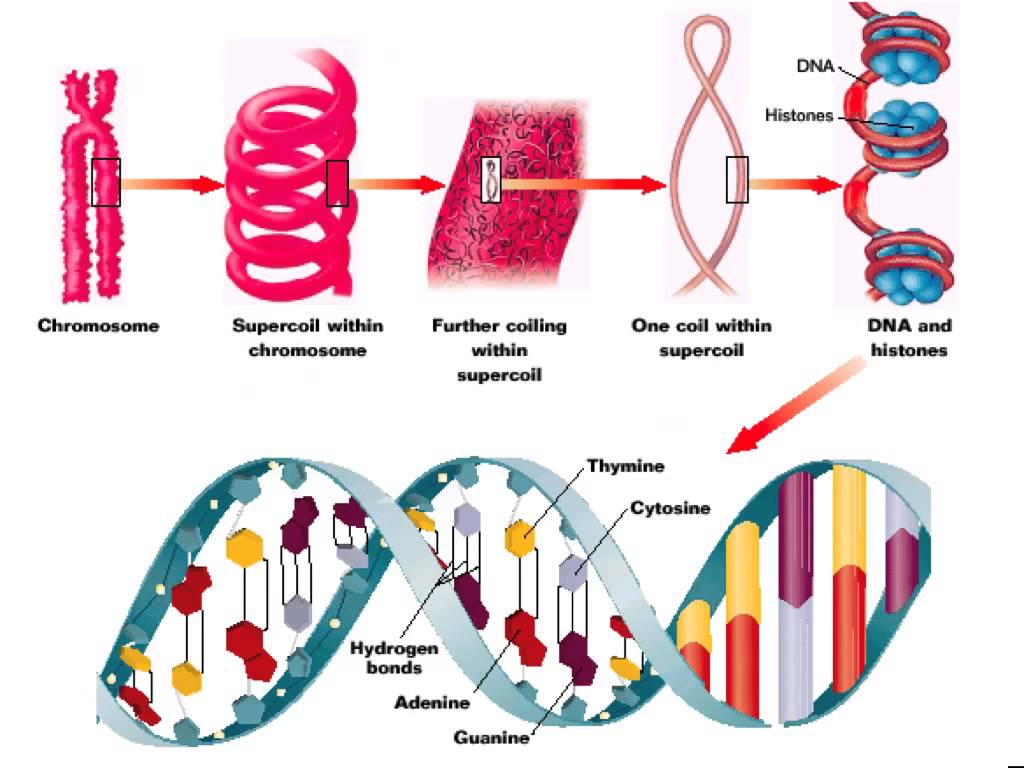 DNA
Histones
Chromosome
Supercoil within
chromosome
Further coiling
within
supercoil
One coil within
supercoil
DNA and
histones
Thymine
Cytosine
Hydrogen
bonds
Adenine
Guanine